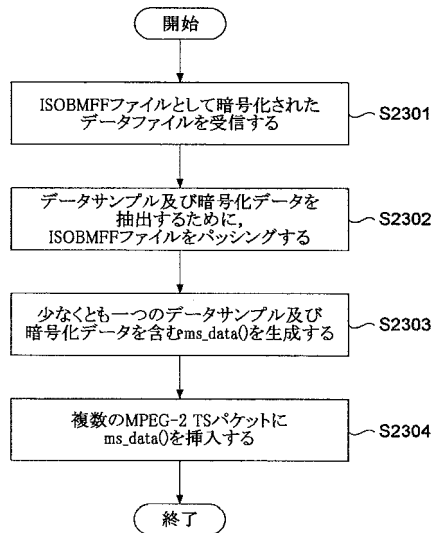 開始
ISOBMFFファイルとして暗号化された
データファイルを受信する
S2301
データサンプル及び暗号化データを
抽出するために,
ISOBMFFファイルをパッシングする
S2302
少なくとも一つのデータサンプル及び
暗号化データを含むems_data()を生成する
S2303
複数のMPEG-2 TSパケットに
ms_data()を挿入する
S2304
終了